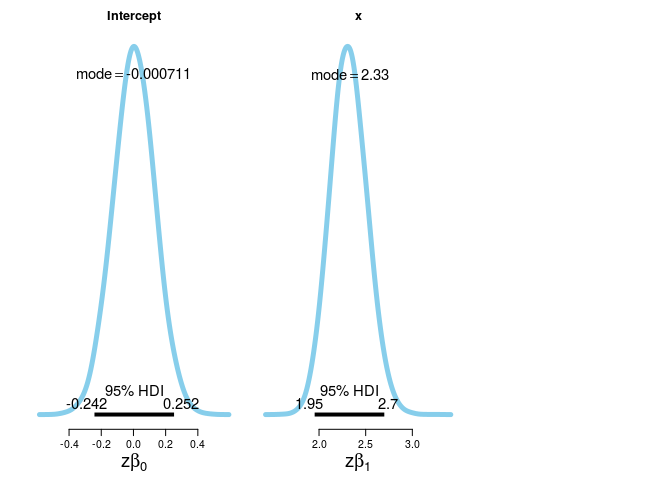 Intercept
mode = -0.000711
95% HDI
-0.242 0.252
-0.4 -0.2 0.0 0.2 0.4
zβ0
x
mode = 2.33
95% HDI
1.95 2.7
2.0 2.5 3.0
zβ1